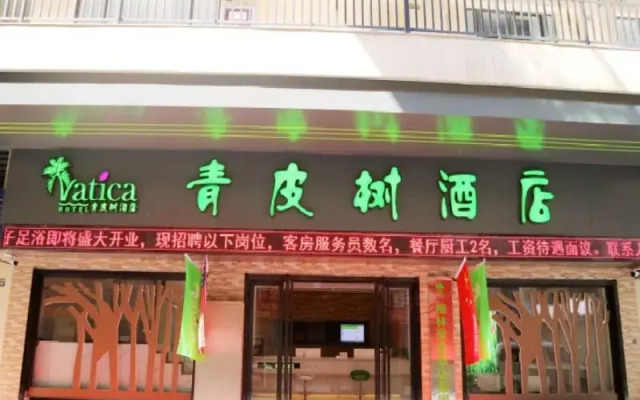 Vatica
HOTEL青皮树酒店
青皮树酒店
子足浴即将盛大开业，现招聘以下岗位，客房服务员数名，餐厅厨工2名，工资待遇面议。联系